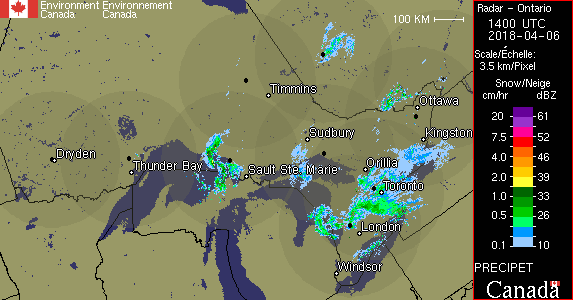 Environment Environnement
Canada Canada
100 KM
Timmins
Ottawa
Sudbury
Kingston
Dryden
Thunder Bay
Sault Ste. Marie
Orillia
Toronto
London
Windsor
Radar - Ontario
1400 UTC
2018-04-06
Scale/Échelle:
3.5 km/Pixel
Snow/Neige
cm/hr dBZ
20 61
7.5 52
4.0 46
2.0 39
1.0 33
0.5 26
0.1 10
PRECIPET
Canada